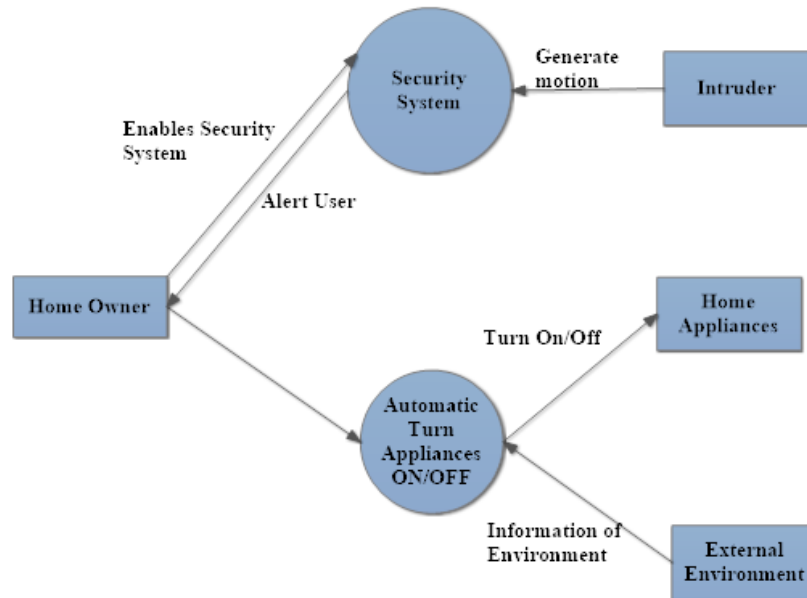 Security
System
Generate
motion
Intruder
Enables Security
System
Alert User
Home Owner
Home
Appliances
Turn On/Off
Automatic
Turn
Appliances
ON/OFF
Information of
Environment
External
Environment